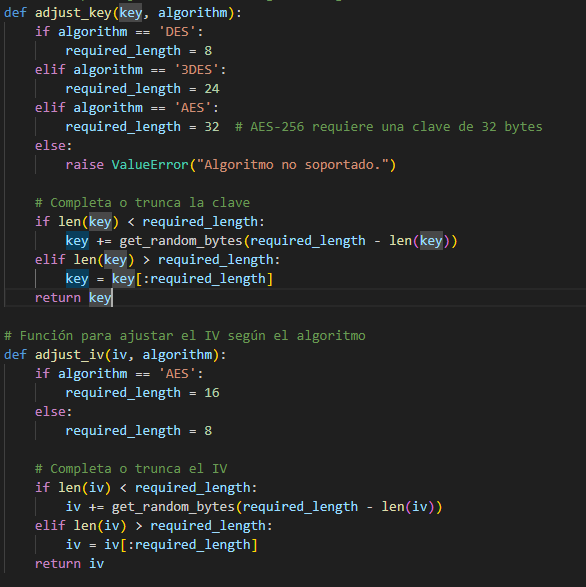 def adjust_key(key, algorithm):
    if algorithm == 'DES':
        required_length = 8
    elif algorithm == '3DES':
        required_length = 24
    elif algorithm == 'AES':
        required_length = 32  # AES-256 requiere una clave de 32 bytes
    else:
        raise ValueError("Algoritmo no soportado.")

    # Completa o trunca la clave
    if len(key) < required_length:
        key += get_random_bytes(required_length - len(key))
    elif len(key) > required_length:
        key = key[:required_length]
    return key

# Función para ajustar el IV según el algoritmo
def adjust_iv(iv, algorithm):
    if algorithm == 'AES':
        required_length = 16
    else:
        required_length = 8

    # Completa o trunca el IV
    if len(iv) < required_length:
        iv += get_random_bytes(required_length - len(iv))
    elif len(iv) > required_length:
        iv = iv[:required_length]
    return iv